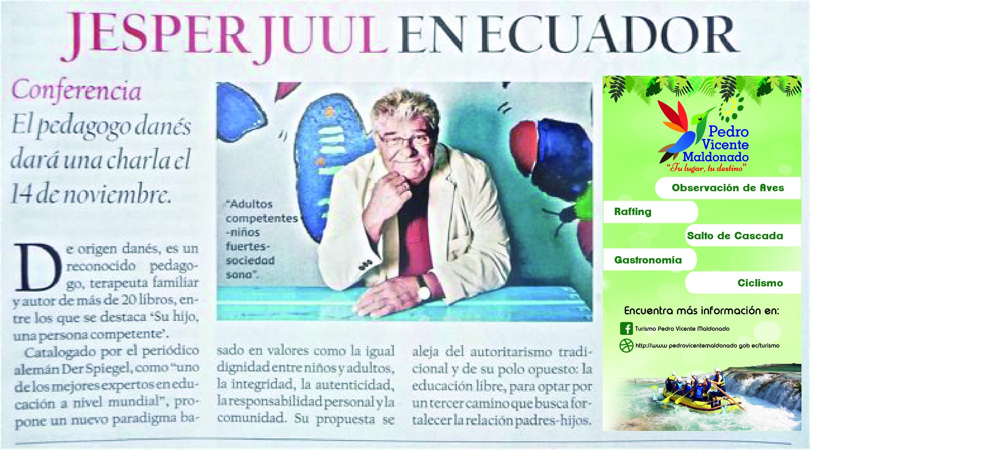 JESPER JUUL EN ECUADOR
Conferencia
El pedagogo danés
dará una charla el
14 de noviembre.
De origen danés, es un
reconocido pedago-
go, terapeuta familiar
y autor de más de 20 libros, en-
tre los que se destaca ‘Su hijo,
una persona competente’.
Catalogado por el periódico
alemán Der Spiegel, como “uno
de los mejores expertos en edu-
cación a nivel mundial”, pro-
pone un nuevo paradigma ba-
"Adultos
competentes
-niños
fuertes-
sociedad
sana".
sado en valores como la igual
dignidad entre niños y adultos,
la integridad, la autenticidad,
la responsabilidad personal y la
comunidad. Su propuesta se
aleja del autoritarismo tradi-
cional y de su polo opuesto: la
educación libre, para optar por
un tercer camino que busca for-
talecer la relación padres-hijos.
Pedro
Vicente
Maldonado
“Tu lugar, tu destino”
Observación de Aves
Rafting
Salto de Cascada
Gastronomía
Ciclismo
Encuentra más información en:
Turismo Pedro Vicente Maldonado
http://www pedrovicentemaldonado gob ec/turismo